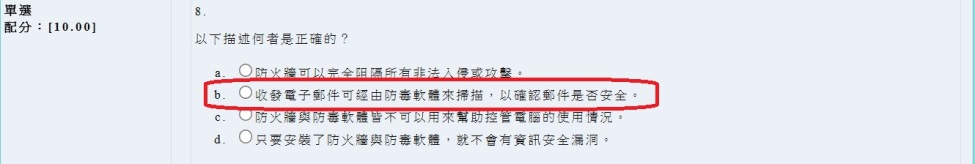 單選
配分：[10.00]
8.
以下描述何者是正確的？
a. 防火牆可以完全阻隔所有非法入侵或攻擊。
b. 收發電子郵件可經由防毒軟體來掃描，以確認郵件是否安全。
c. 防火牆與防毒軟體皆不可以用來幫助控管電腦的使用情況。
d. 只要安裝了防火牆與防毒軟體，就不會有資訊安全漏洞。